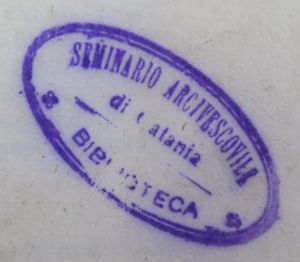 SEMINARIO ARCIVESCOVILE
di Catania
BIBLIOTECA